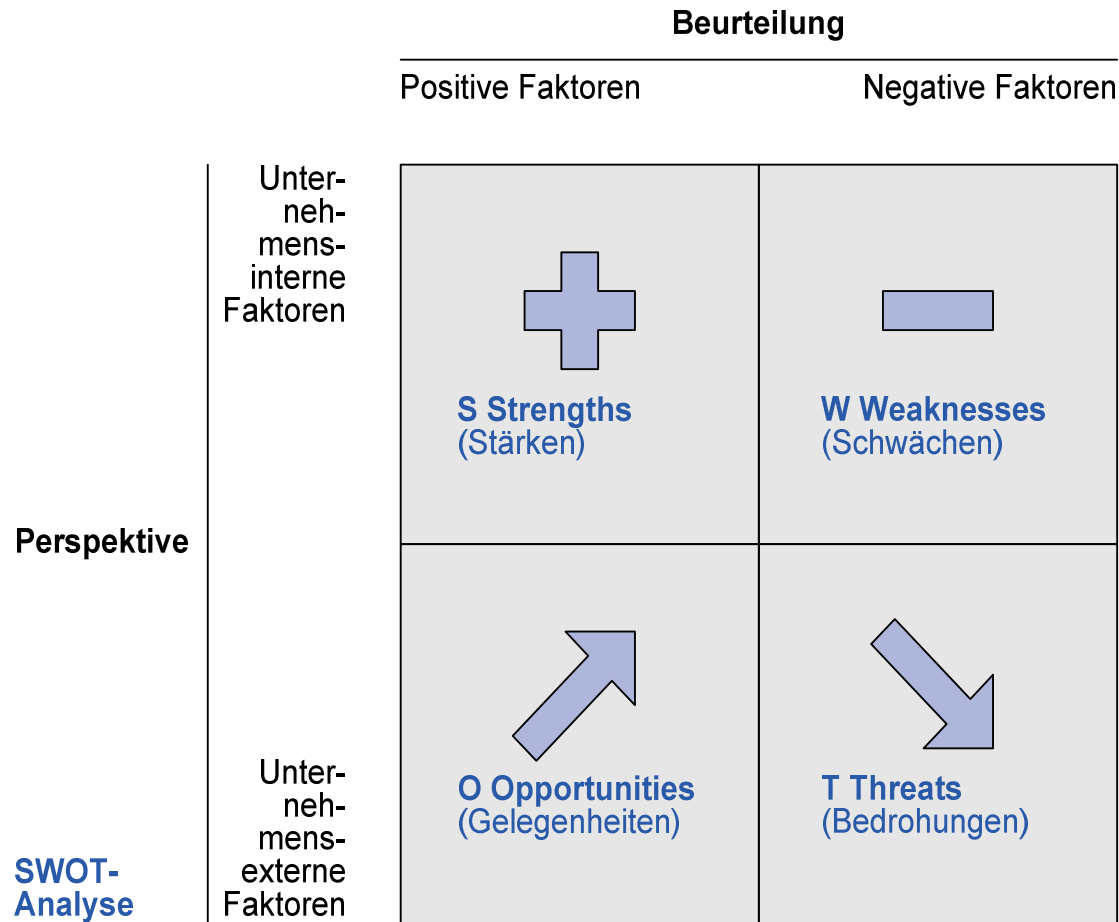 Beurteilung
Positive Faktoren
Negative Faktoren
Unter-
neh-
mens-
interne
Faktoren
S Strengths
(Stärken)
W Weaknesses
(Schwächen)
Perspektive
Unter-
neh-
mens-
externe
Faktoren
O Opportunities
(Gelegenheiten)
T Threats
(Bedrohungen)
SWOT-
Analyse